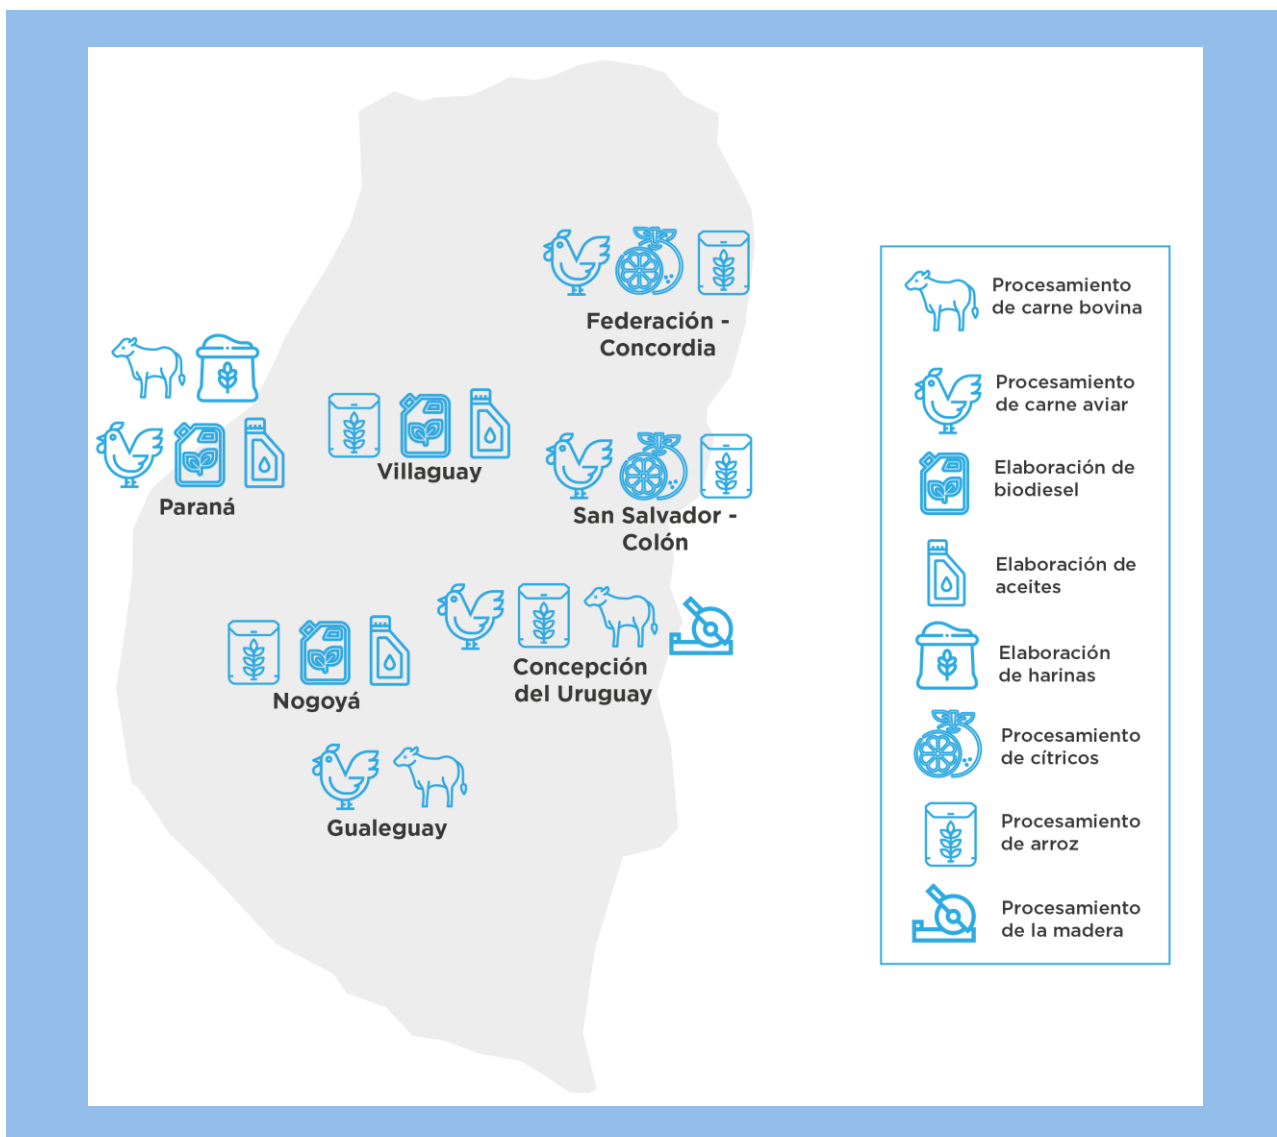 Federación -
Concordia
Villaguay
Paraná
San Salvador -
Colón
Concepción
del Uruguay
Nogoyá
Gualeguay
Procesamiento
de carne bovina
Procesamiento
de carne aviar
Elaboración de
biodiesel
Elaboración de
aceites
Elaboración
de harinas
Procesamiento
de cítricos
Procesamiento
de arroz
Procesamiento
de la madera